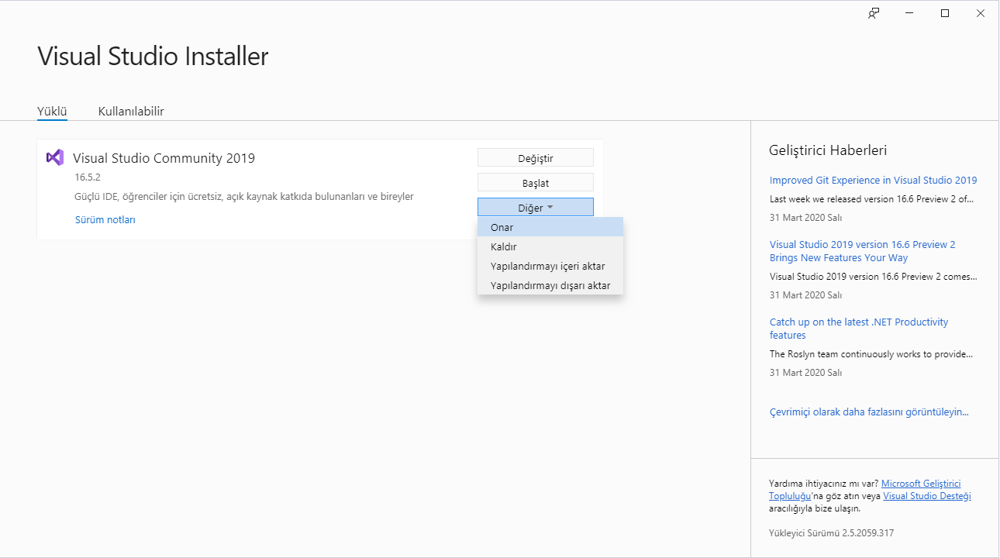 Visual Studio Installer
Yüklü
Kullanılabilir
Visual Studio Community 2019
16.5.2
Güçlü IDE, öğrenciler için ücretsiz, açık kaynak katkıda bulunanları ve bireyler
Sürüm notları
Değiştir
Başlat
Diğer
Onar
Kaldır
Yapılandırmayı içeri aktar
Yapılandırmayı dışarı aktar
Geliştirici Haberleri
Improved Git Experience in Visual Studio 2019
Last week we released version 16.6 Preview 2 of...
31 Mart 2020 Salı
Visual Studio 2019 version 16.6 Preview 2
Brings New Features Your Way
Visual Studio 2019 version 16.6 Preview 2 comes...
31 Mart 2020 Salı
Catch up on the latest .NET Productivity
features
The Roslyn team continuously works to provide...
31 Mart 2020 Salı
Çevrimiçi olarak daha fazlasını görüntüleyin...
Yardıma ihtiyacınız mı var? Microsoft Geliştirici
Topluluğu'na göz atın veya Visual Studio Desteği
aracılığıyla bize ulaşın.
Yükleyici Sürümü 2.5.2059.317